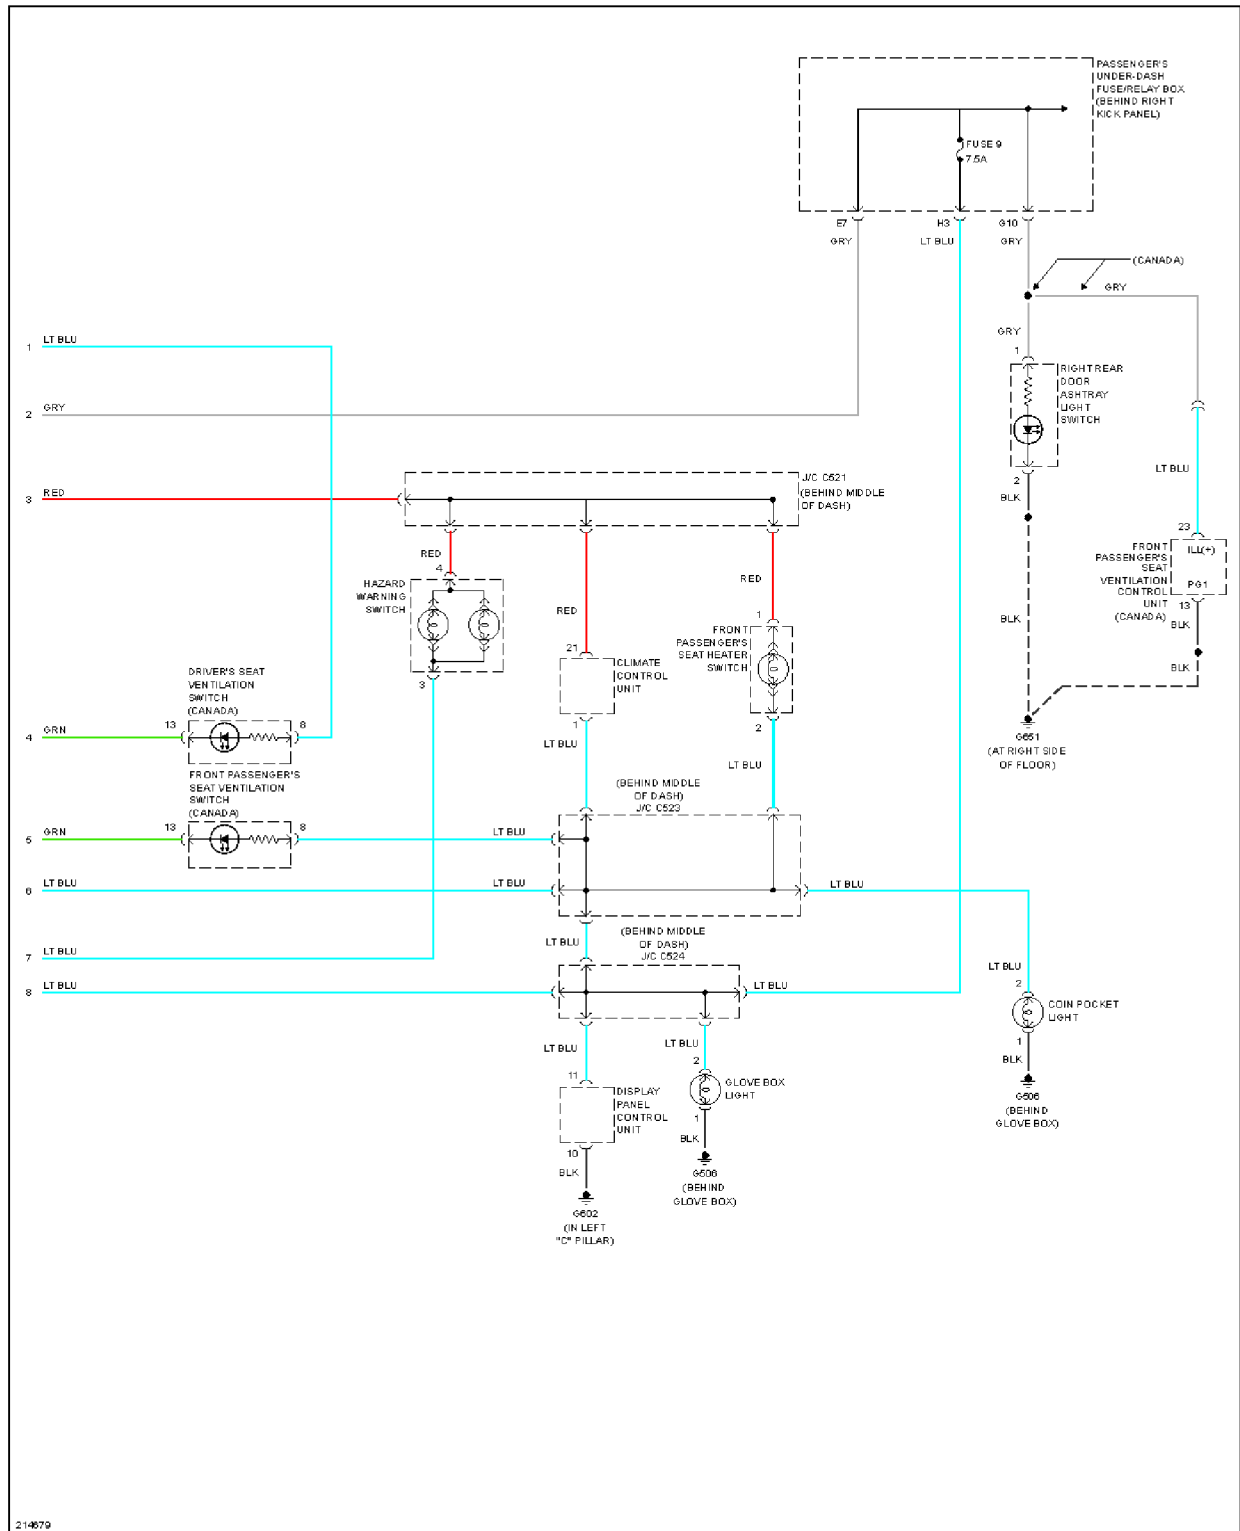 PASSENGER'S
UNDER-DASH
FUSE/RELAY BOX
(BEHIND RIGHT
KICK PANEL)
FUSE 9
7.5A
E7
H3
G10
GRY
LT BLU
GRY
(CANADA)
GRY
1
LT BLU
GRY
1
RIGHT REAR
DOOR
ASHTRAY
LIGHT
SWITCH
2
GRY
LT BLU
2
BLK
3
RED
J/C C521
(BEHIND MIDDLE
OF DASH)
23
RED
4
HAZARD
WARNING
SWITCH
3
RED
21
CLIMATE
CONTROL
UNIT
1
LT BLU
RED
1
FRONT
PASSENGER'S
SEAT HEATER
SWITCH
2
LT BLU
FRONT
PASSENGER'S
SEAT
VENTILATION
CONTROL
UNIT
(CANADA)
ILL(+)
PG1
13
BLK
BLK
BLK
G651
(AT RIGHT SIDE
OF FLOOR)
DRIVER'S SEAT
VENTILATION
SWITCH
(CANADA)
4
GRN
13
8
FRONT PASSENGER'S
SEAT VENTILATION
SWITCH
(CANADA)
5
GRN
13
8
LT BLU
(BEHIND MIDDLE
OF DASH)
J/C C523
6
LT BLU
LT BLU
LT BLU
LT BLU
(BEHIND MIDDLE
OF DASH)
J/C C524
7
LT BLU
8
LT BLU
LT BLU
LT BLU
2
COIN POCKET
LIGHT
1
BLK
G506
(BEHIND
GLOVE BOX)
LT BLU
11
DISPLAY
PANEL
CONTROL
UNIT
10
BLK
G602
(IN LEFT
"C" PILLAR)
LT BLU
2
GLOVE BOX
LIGHT
1
BLK
G506
(BEHIND
GLOVE BOX)
214679